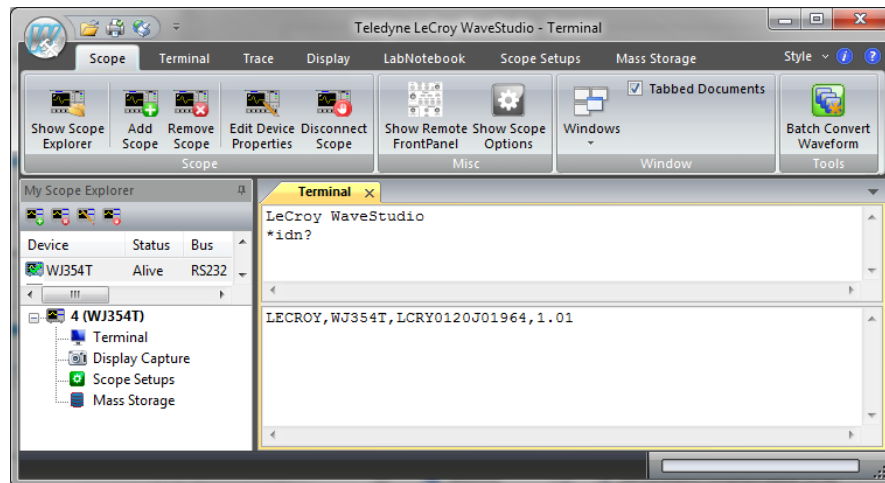 Teledyne LeCroy WaveStudio - Terminal
Scope Terminal Trace Display LabNotebook Scope Setups Mass Storage Style
Show Scope Explorer
Add Scope
Remove Scope
Edit Device Properties
Disconnect Scope
Show Remote FrontPanel
Show Scope Options
Windows
Tabbed Documents
Batch Convert Waveform
Scope Misc Window Tools
My Scope Explorer
Device Status Bus
WJ354T Alive RS232
4 (WJ354T)
Terminal
Display Capture
Scope Setups
Mass Storage
Terminal
LeCroy WaveStudio
*idn?
LECROY,WJ354T,LCRY0120J01964,1.01